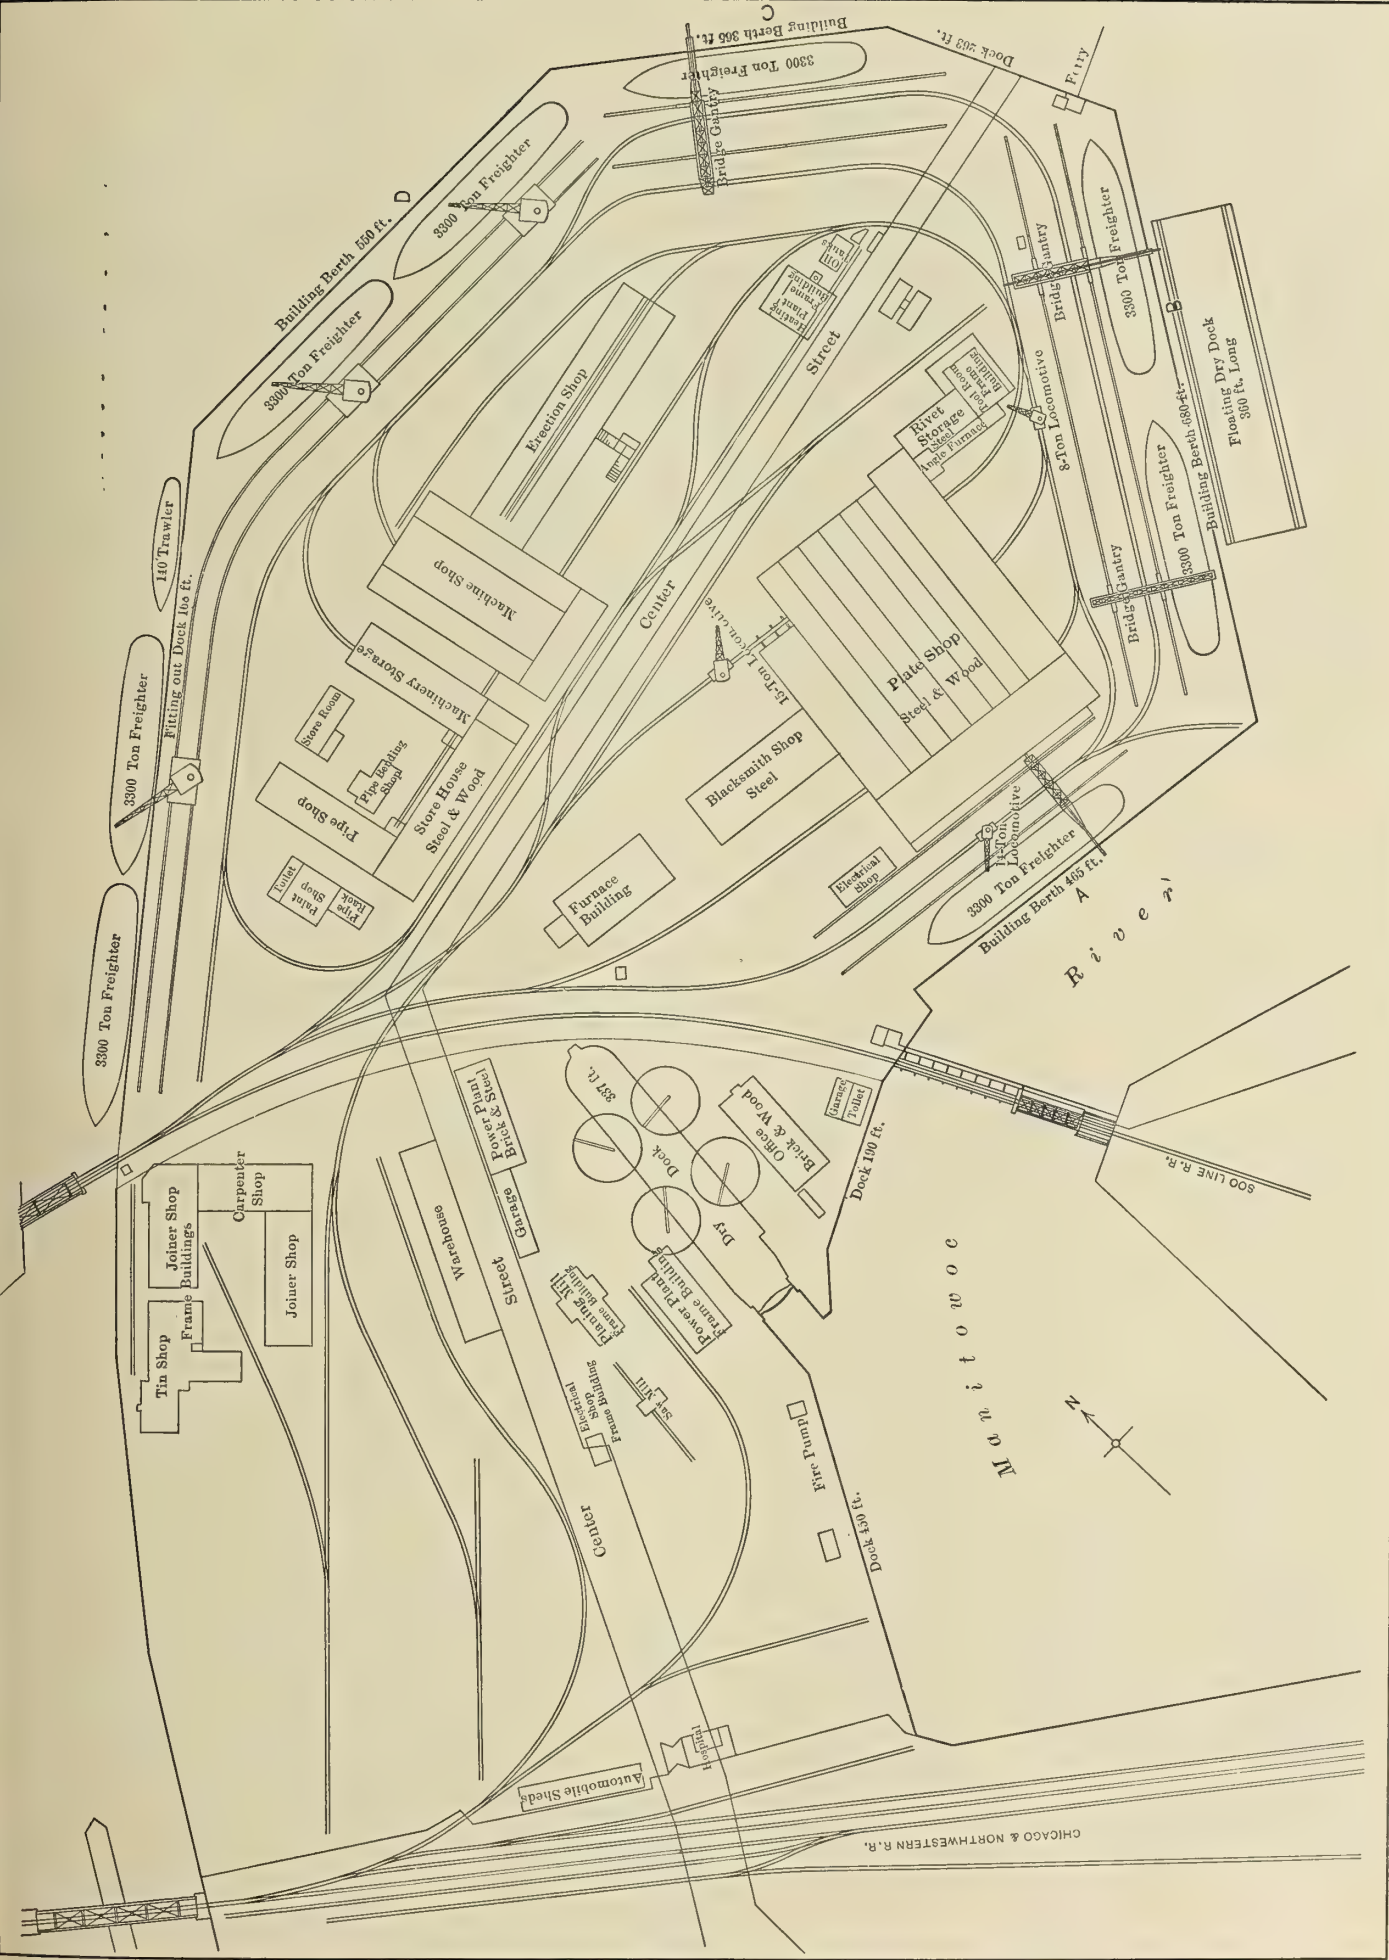 C
Building Berth 365 ft.
3300 Ton Freighter
Dock 263 ft.
Ferry
Bridge Gantry
3300 Ton Freighter
Building Berth 550 ft.
D
3300 Ton Freighter
3300 Ton Freighter
Bridge Gantry
Oil
Tanks
Heating
Plant
Frame
Building
Street
B
Floating Dry Dock
360 ft. Long
Building Berth 680 ft.
Erection Shop
Rivet
Storage
Steel
Angle Furnace
Tool Room
Frame
Building
8-Ton Locomotive
3300 Ton Freighter
Bridge Gantry
140' Trawler
Fitting out Dock
Machine Shop
Center
15-Ton Locomotive
Plate Shop
Steel & Wood
3300 Ton Freighter
Machinery Storage
Store Room
Pipe Bending
Shop
Pipe Shop
Store House
Steel & Wood
Blacksmith Shop
Steel
Electrical
Shop
Locomotive
3300 Ton Freighter
Building Berth 465 ft.
A
Toilet
Paint
Shop
Pipe
Rack
Furnace
Building
3300 Ton Freighter
River
Power Plant
Brick & Steel
337 ft.
Dry Dock
Office
Brick & Wood
Garage
Toilet
Dock 190 ft.
SOO LINE R.R.
Joiner Shop
Frame Buildings
Carpenter
Shop
Joiner Shop
Tin Shop
Warehouse
Garage
Street
Planing Mill
Frame Building
Power Plant
Frame Building
Electrical
Shop
Frame Building
Saw Mill
Fire Pump
Manitowoc
N
Center
Dock 450 ft.
Hospital
Automobile Sheds
CHICAGO & NORTHWESTERN R.R.